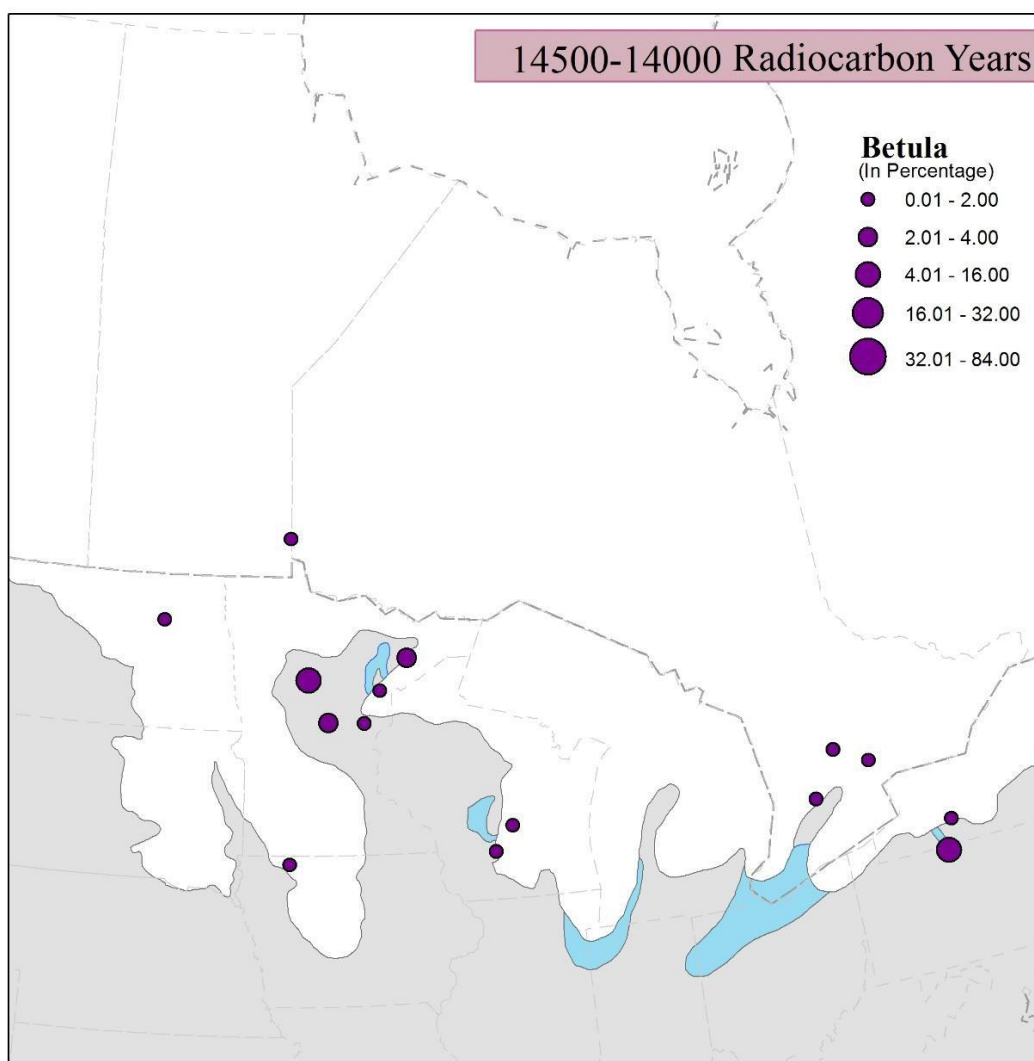 14500-14000 Radiocarbon Years
Betula
(In Percentage)
0.01 - 2.00
2.01 - 4.00
4.01 - 16.00
16.01 - 32.00
32.01 - 84.00